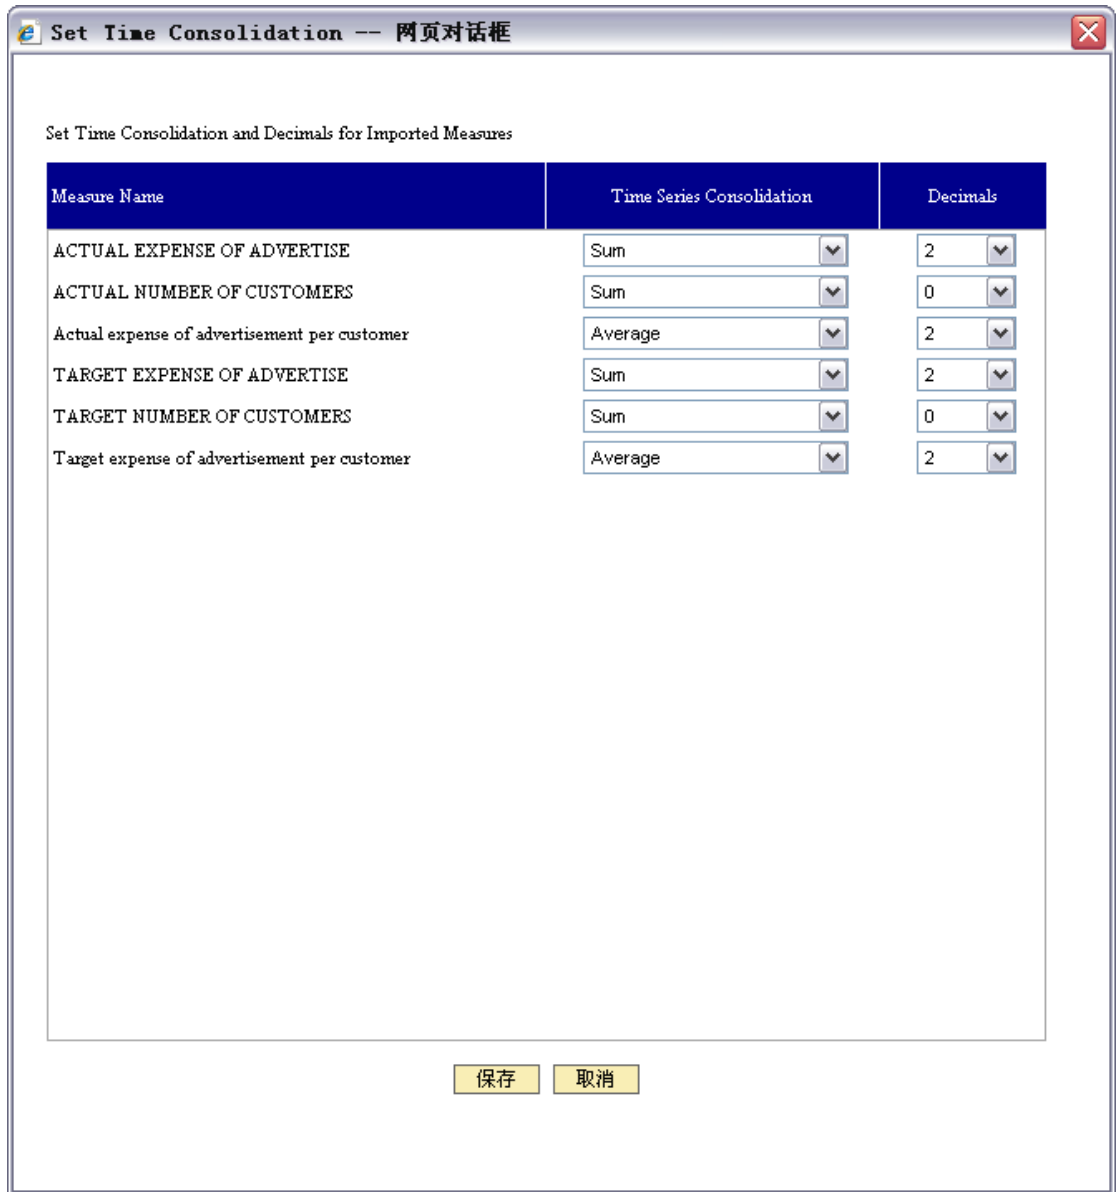 Set Time Consolidation -- 网页对话框
Set Time Consolidation and Decimals for Imported Measures
Measure Name Time Series Consolidation Decimals
ACTUAL EXPENSE OF ADVERTISE Sum 2
ACTUAL NUMBER OF CUSTOMERS Sum 0
Actual expense of advertisement per customer Average 2
TARGET EXPENSE OF ADVERTISE Sum 2
TARGET NUMBER OF CUSTOMERS Sum 0
Target expense of advertisement per customer Average 2
保存 取消